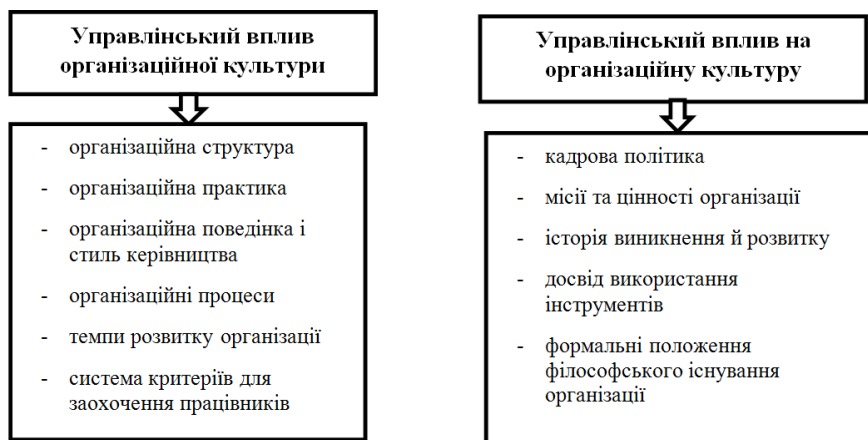 Управлінський вплив
організаційної культури
- організаційна структура
- організаційна практика
- організаційна поведінка і
стиль керівництва
- організаційні процеси
- темпи розвитку організації
- система критеріїв для
заохочення працівників
Управлінський вплив на
організаційну культуру
- кадрова політика
- місії та цінності організації
- історія виникнення й розвитку
- досвід використання
інструментів
- формальні положення
філософського існування
організації